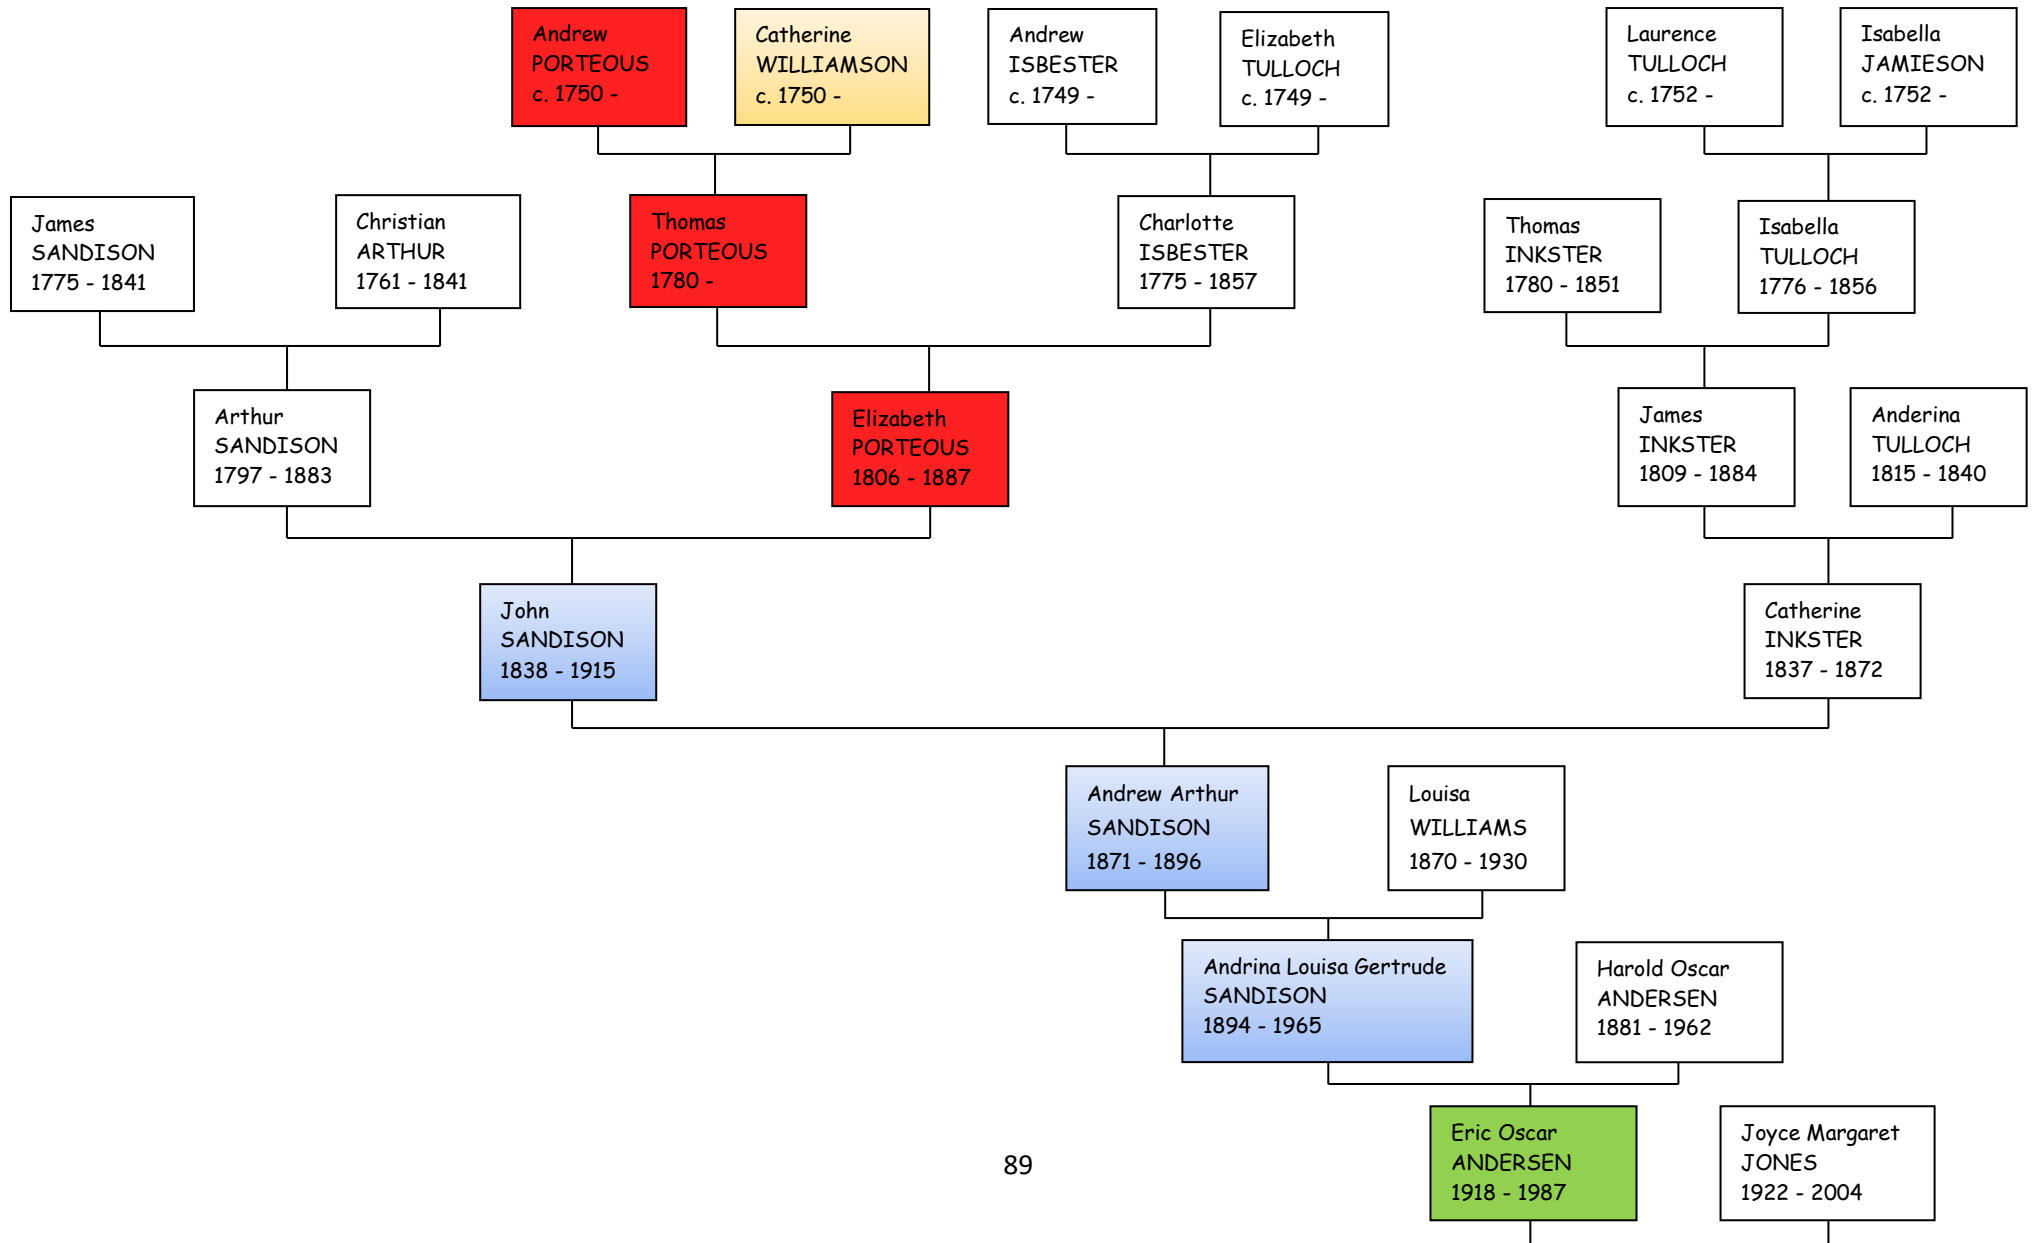 Andrew
PORTEOUS
c. 1750 -
Catherine
WILLIAMSON
c. 1750 -
Andrew
ISBESTER
c. 1749 -
Elizabeth
TULLOCH
c. 1749 -
Laurence
TULLOCH
c. 1752 -
Isabella
JAMIESON
c. 1752 -
James
SANDISON
1775 - 1841
Christian
ARTHUR
1761 - 1841
Thomas
PORTEOUS
1780 -
Charlotte
ISBESTER
1775 - 1857
Thomas
INKSTER
1780 - 1851
Isabella
TULLOCH
1776 - 1856
Arthur
SANDISON
1797 - 1883
Elizabeth
PORTEOUS
1806 - 1887
James
INKSTER
1809 - 1884
Anderina
TULLOCH
1815 - 1840
John
SANDISON
1838 - 1915
Catherine
INKSTER
1837 - 1872
Andrew Arthur
SANDISON
1871 - 1896
Louisa
WILLIAMS
1870 - 1930
Andrina Louisa Gertrude
SANDISON
1894 - 1965
Harold Oscar
ANDERSEN
1881 - 1962
Eric Oscar
ANDERSEN
1918 - 1987
Joyce Margaret
JONES
1922 - 2004
89